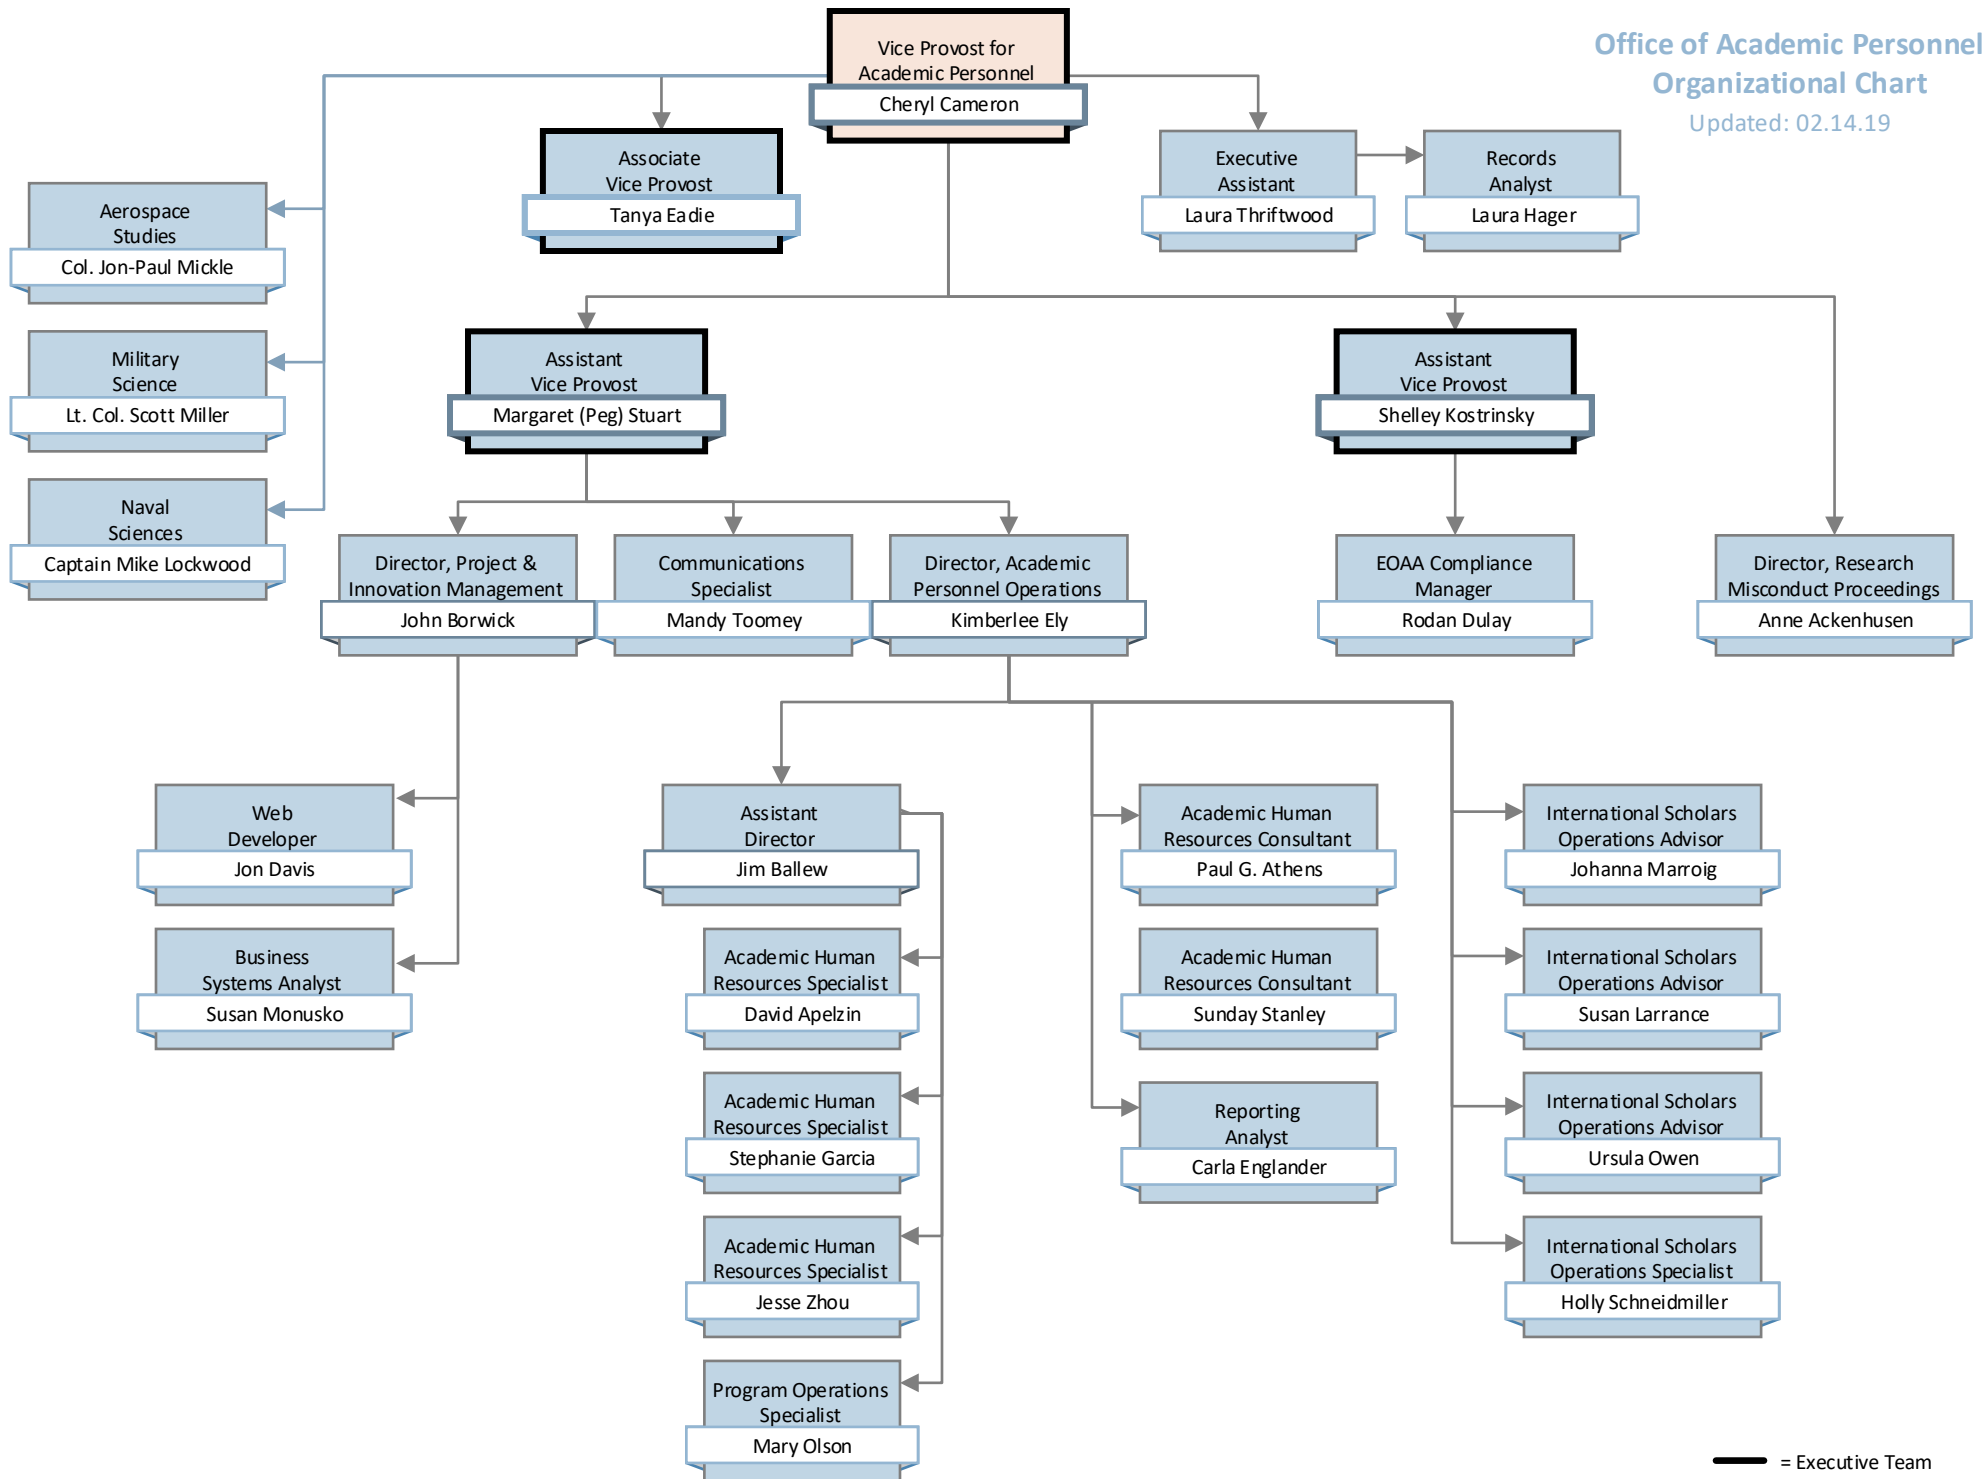 Office of Academic Personnel
Organizational Chart
Updated: 02.14.19
Vice Provost for
Academic Personnel
Cheryl Cameron
Associate
Vice Provost
Tanya Eadie
Executive
Assistant
Laura Thriftwood
Records
Analyst
Laura Hager
Aerospace
Studies
Col. Jon-Paul Mickle
Military
Science
Lt. Col. Scott Miller
Naval
Sciences
Captain Mike Lockwood
Assistant
Vice Provost
Margaret (Peg) Stuart
Assistant
Vice Provost
Shelley Kostrinsky
Director, Project &
Innovation Management
John Borwick
Communications
Specialist
Mandy Toomey
Director, Academic
Personnel Operations
Kimberlee Ely
EOAA Compliance
Manager
Rodan Dulay
Director, Research
Misconduct Proceedings
Anne Ackenhusen
Web
Developer
Jon Davis
Business
Systems Analyst
Susan Monusko
Assistant
Director
Jim Ballew
Academic Human
Resources Specialist
David Apelzin
Academic Human
Resources Specialist
Stephanie Garcia
Academic Human
Resources Specialist
Jesse Zhou
Program Operations
Specialist
Mary Olson
Academic Human
Resources Consultant
Paul G. Athens
Academic Human
Resources Consultant
Sunday Stanley
Reporting
Analyst
Carla Englander
International Scholars
Operations Advisor
Johanna Marroig
International Scholars
Operations Advisor
Susan Larrance
International Scholars
Operations Advisor
Ursula Owen
International Scholars
Operations Specialist
Holly Schneidmiller
= Executive Team